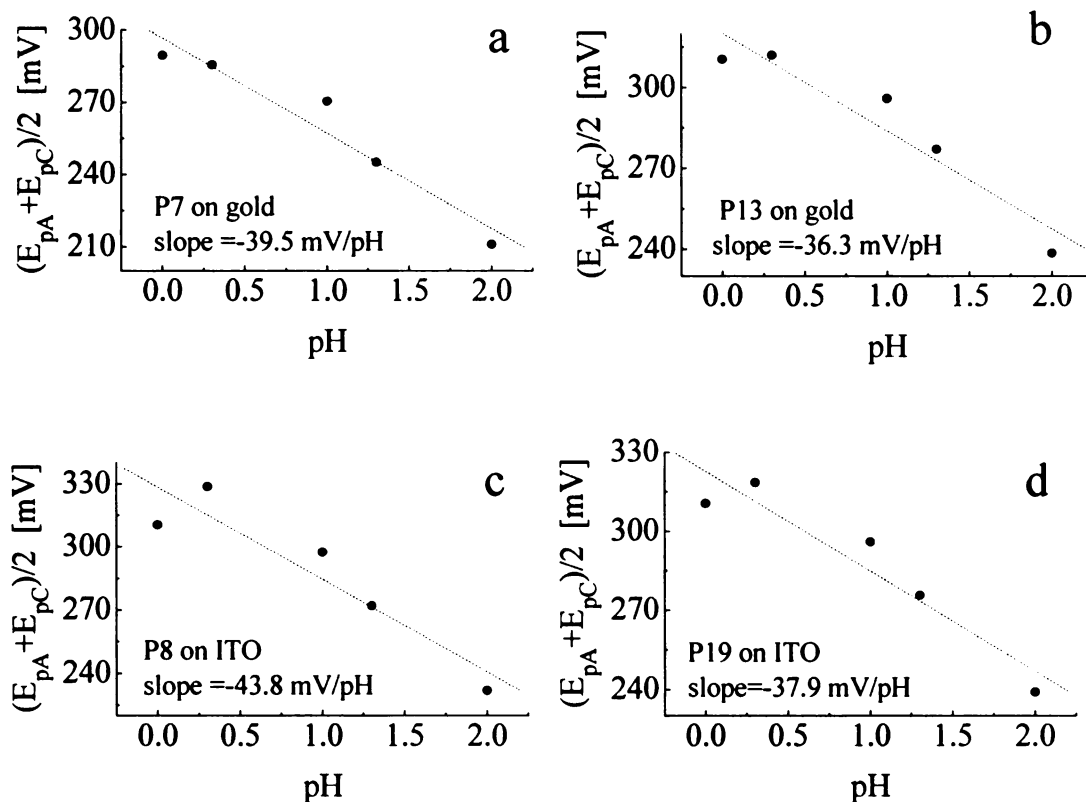 a
(E_pA+E_pC)/2 [mV]
300
270
240
210
P7 on gold
slope =-39.5 mV/pH
0.0 0.5 1.0 1.5 2.0
pH
b
(E_pA+E_pC)/2 [mV]
300
270
240
P13 on gold
slope =-36.3 mV/pH
0.0 0.5 1.0 1.5 2.0
pH
c
(E_pA+E_pC)/2 [mV]
330
300
270
240
P8 on ITO
slope =-43.8 mV/pH
0.0 0.5 1.0 1.5 2.0
pH
d
(E_pA+E_pC)/2 [mV]
330
300
270
240
P19 on ITO
slope=-37.9 mV/pH
0.0 0.5 1.0 1.5 2.0
pH